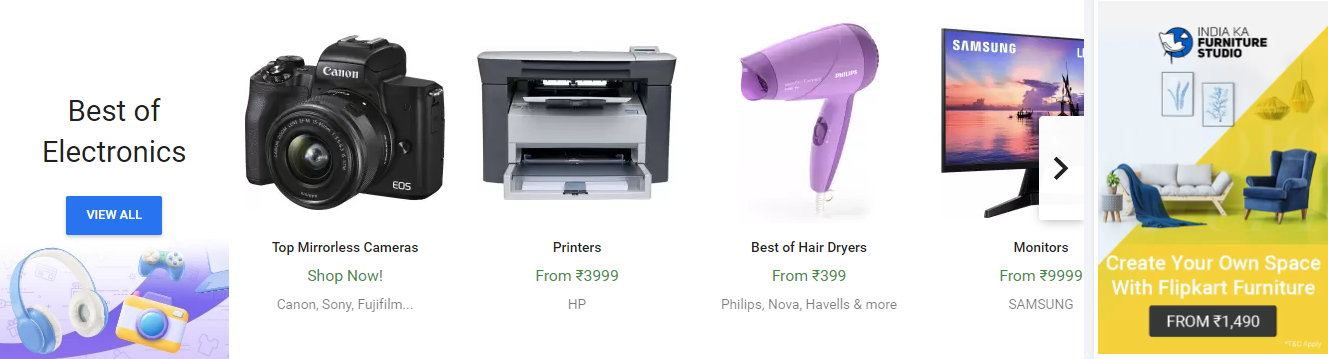 Best of
Electronics
VIEW ALL
Canon
EOS
Top Mirrorless Cameras
Shop Now!
Canon, Sony, Fujifilm...
Printers
From ₹3999
HP
PHILIPS
Best of Hair Dryers
From ₹399
Philips, Nova, Havells & more
SAMSUNG
Monitors
From ₹9999
SAMSUNG
INDIA KA
FURNITURE
STUDIO
Create Your Own Space
With Flipkart Furniture
FROM ₹1,490
*T&C Apply